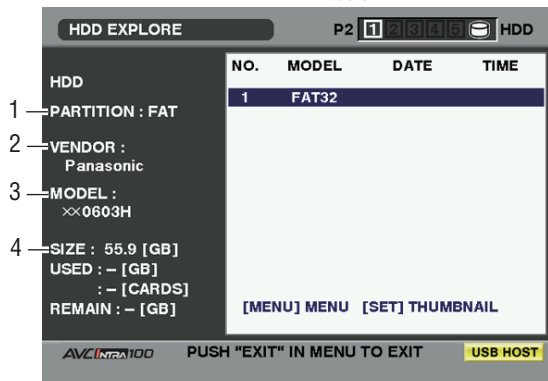 HDD EXPLORE
P2 1 2 3 4 5 HDD
HDD
1 PARTITION : FAT
2 VENDOR :
Panasonic
3 MODEL :
××0603H
4 SIZE : 55.9 [GB]
USED : – [GB]
: – [CARDS]
REMAIN : – [GB]
NO. MODEL DATE TIME
1 FAT32
[MENU] MENU [SET] THUMBNAIL
AVC INTRA 100 PUSH "EXIT" IN MENU TO EXIT USB HOST